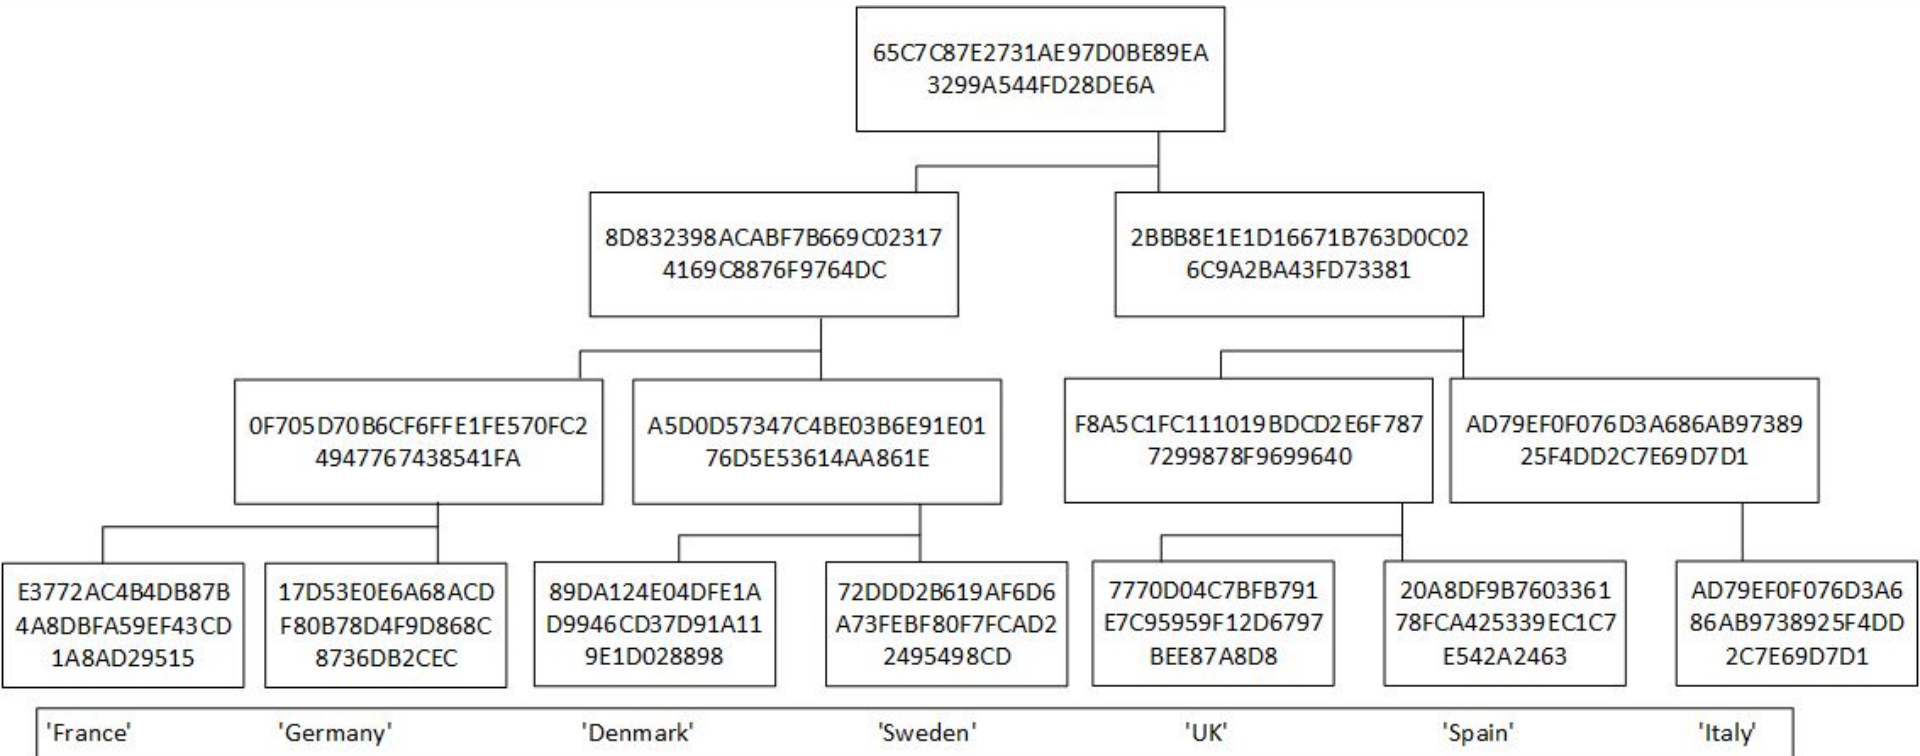 65C7C87E2731AE97D0BE89EA
3299A544FD28DE6A
8D832398ACABF7B669C02317
4169C8876F9764DC
2BBB8E1E1D16671B763D0C02
6C9A2BA43FD73381
0F705D70B6CF6FFE1FE570FC2
4947767438541FA
A5D0D57347C4BE03B6E91E01
76D5E53614AA861E
F8A5C1FC111019BDCD2E6F787
7299878F9699640
AD79EF0F076D3A686AB97389
25F4DD2C7E69D7D1
E3772AC4B4DB87B
4A8DBFA59EF43CD
1A8AD29515
17D53E0E6A68ACD
F80B78D4F9D868C
8736DB2CEC
89DA124E04DFE1A
D9946CD37D91A11
9E1D028898
72DDD2B619AF6D6
A73FEBF80F7FCAD2
2495498CD
7770D04C7BFB791
E7C95959F12D6797
BEE87A8D8
20A8DF9B7603361
78FCA425339EC1C7
E542A2463
AD79EF0F076D3A6
86AB9738925F4DD
2C7E69D7D1
'France' 'Germany' 'Denmark' 'Sweden' 'UK' 'Spain' 'Italy'